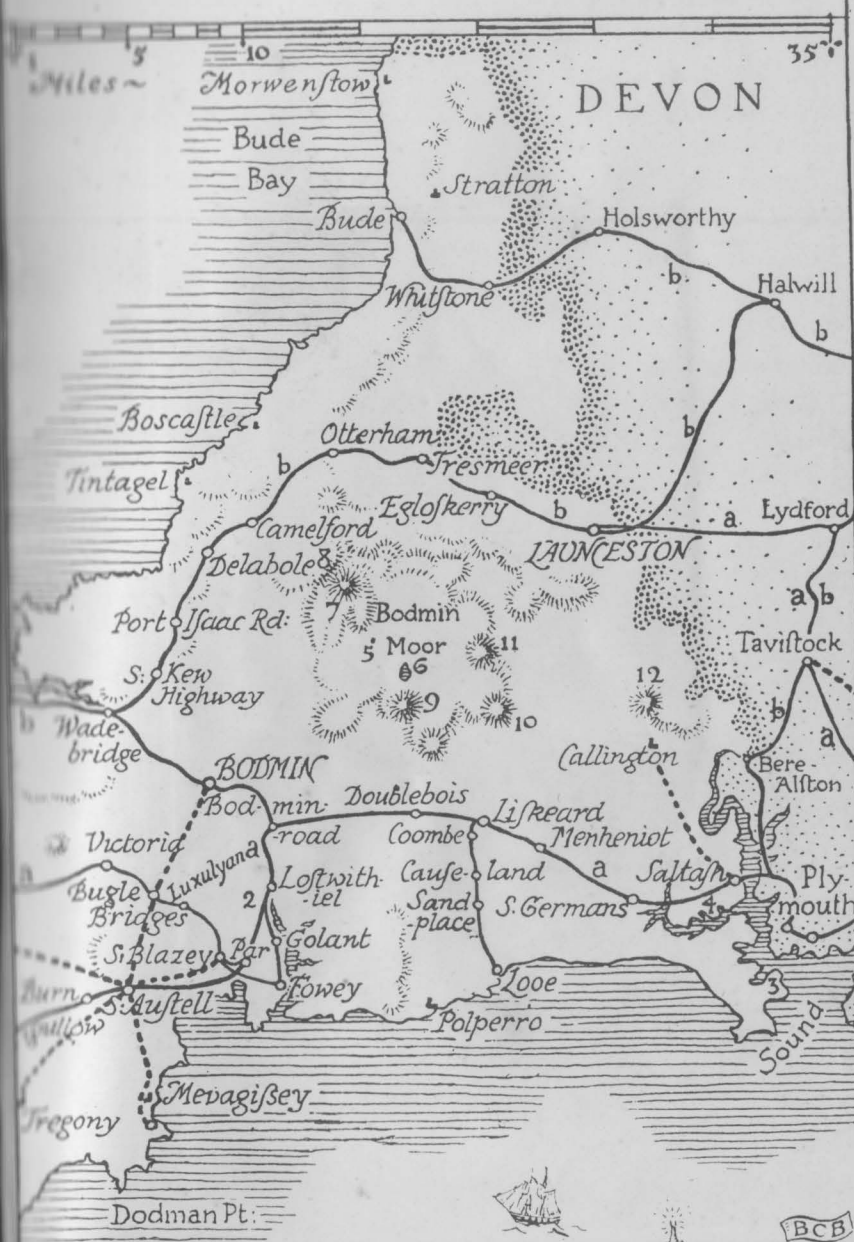 5 10 35
Miles~
Morwenſtow
DEVON
Bude
Bay
Stratton
Bude
Holsworthy
b
Whitſtone
Halwill
b
Boscaſtle
b
Otterham
Tintagel
b
Tresmeer
Egloſkerry
b
a
Lydford
Camelford
LAUNCESTON
Delabole
8
a b
7
Bodmin
Port Iſaac Rd:
5
Moor
11
Taviſtock
6
S: Kew
Highway
12
9
10
b
b
Wade-
bridge
a
Callington
Bere
Alſton
BODMIN
Bod-min-
-road
Doublebois
Liſkeard
Coombe
Menheniot
Victoria
a
Luxulyan
a
Lostwith-
-iel
Cauſe-land
a
Saltaſh
Ply-
mouth
Bugle
Bridges
2
Sand
place
S. Germans
4
Golant
S: Blazey
Par
Burn
gullow
S: Auſtell
Fowey
Looe
3
Polperro
Sound
Mevagiſſey
Tregony
Dodman Pt:
BCB